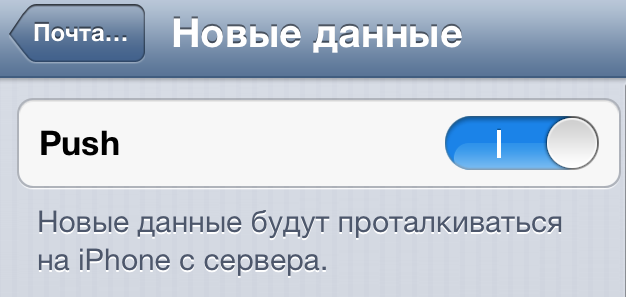 Почта...
Новые данные
Push
Новые данные будут проталкиваться
на iPhone с сервера.